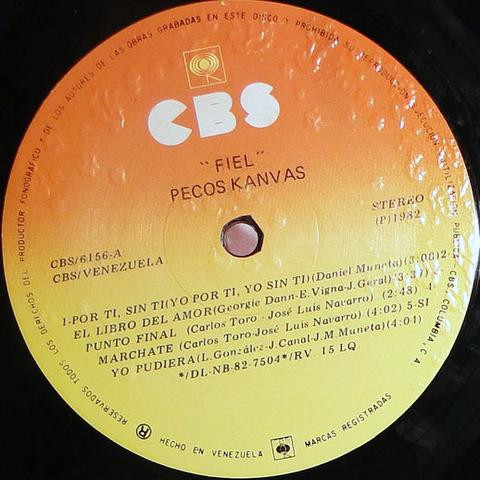 RESERVADOS TODOS LOS DERECHOS DEL PRODUCTOR FONOGRAFICO • DE LOS AUTORES DE LAS OBRAS GRABADAS EN ESTE DISCO Y PROHIBIDA SU REPRODUCCION, EJECUCION, PUBLICA CBS. COLUMBIA, C.A.
CBS
"FIEL"
PECOS KANVAS
STEREO
(P)1982
CBS/6156-A
CBS/VENEZUELA
1-POR TI, SIN TI(YO POR TI, YO SIN TI)(Daniel Muneta)(3:08)2-
EL LIBRO DEL AMOR(Georgie Dann-E.Vigna-J.Geral)(3:37)
PUNTO FINAL (Carlos Toro - José Luis Navarro) (2:48) 4-
MARCHATE (Carlos Toro-José Luis Navarro) (4:02) 5-SI
YO PUDIERA(L.González-J.Canal-J.M.Muneta)(4:04)
*/DL-NB-82-7504*/RV. 15 LQ
® HECHO EN VENEZUELA MARCAS REGISTRADAS